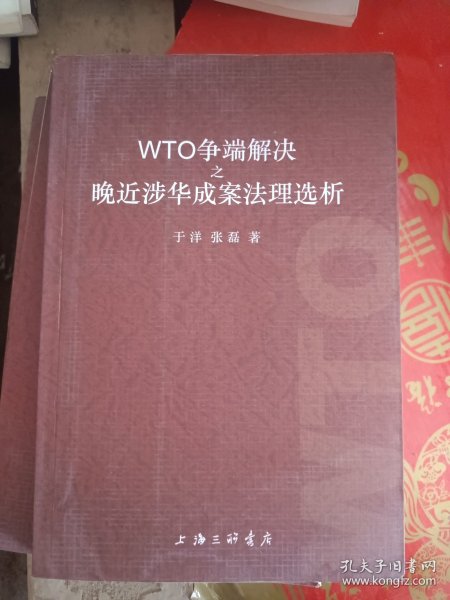 WTO争端解决
之
晚近涉华成案法理选析
于洋 张磊 著
WTO
上海三联书店
孔夫子旧书网
www.kongfz.com